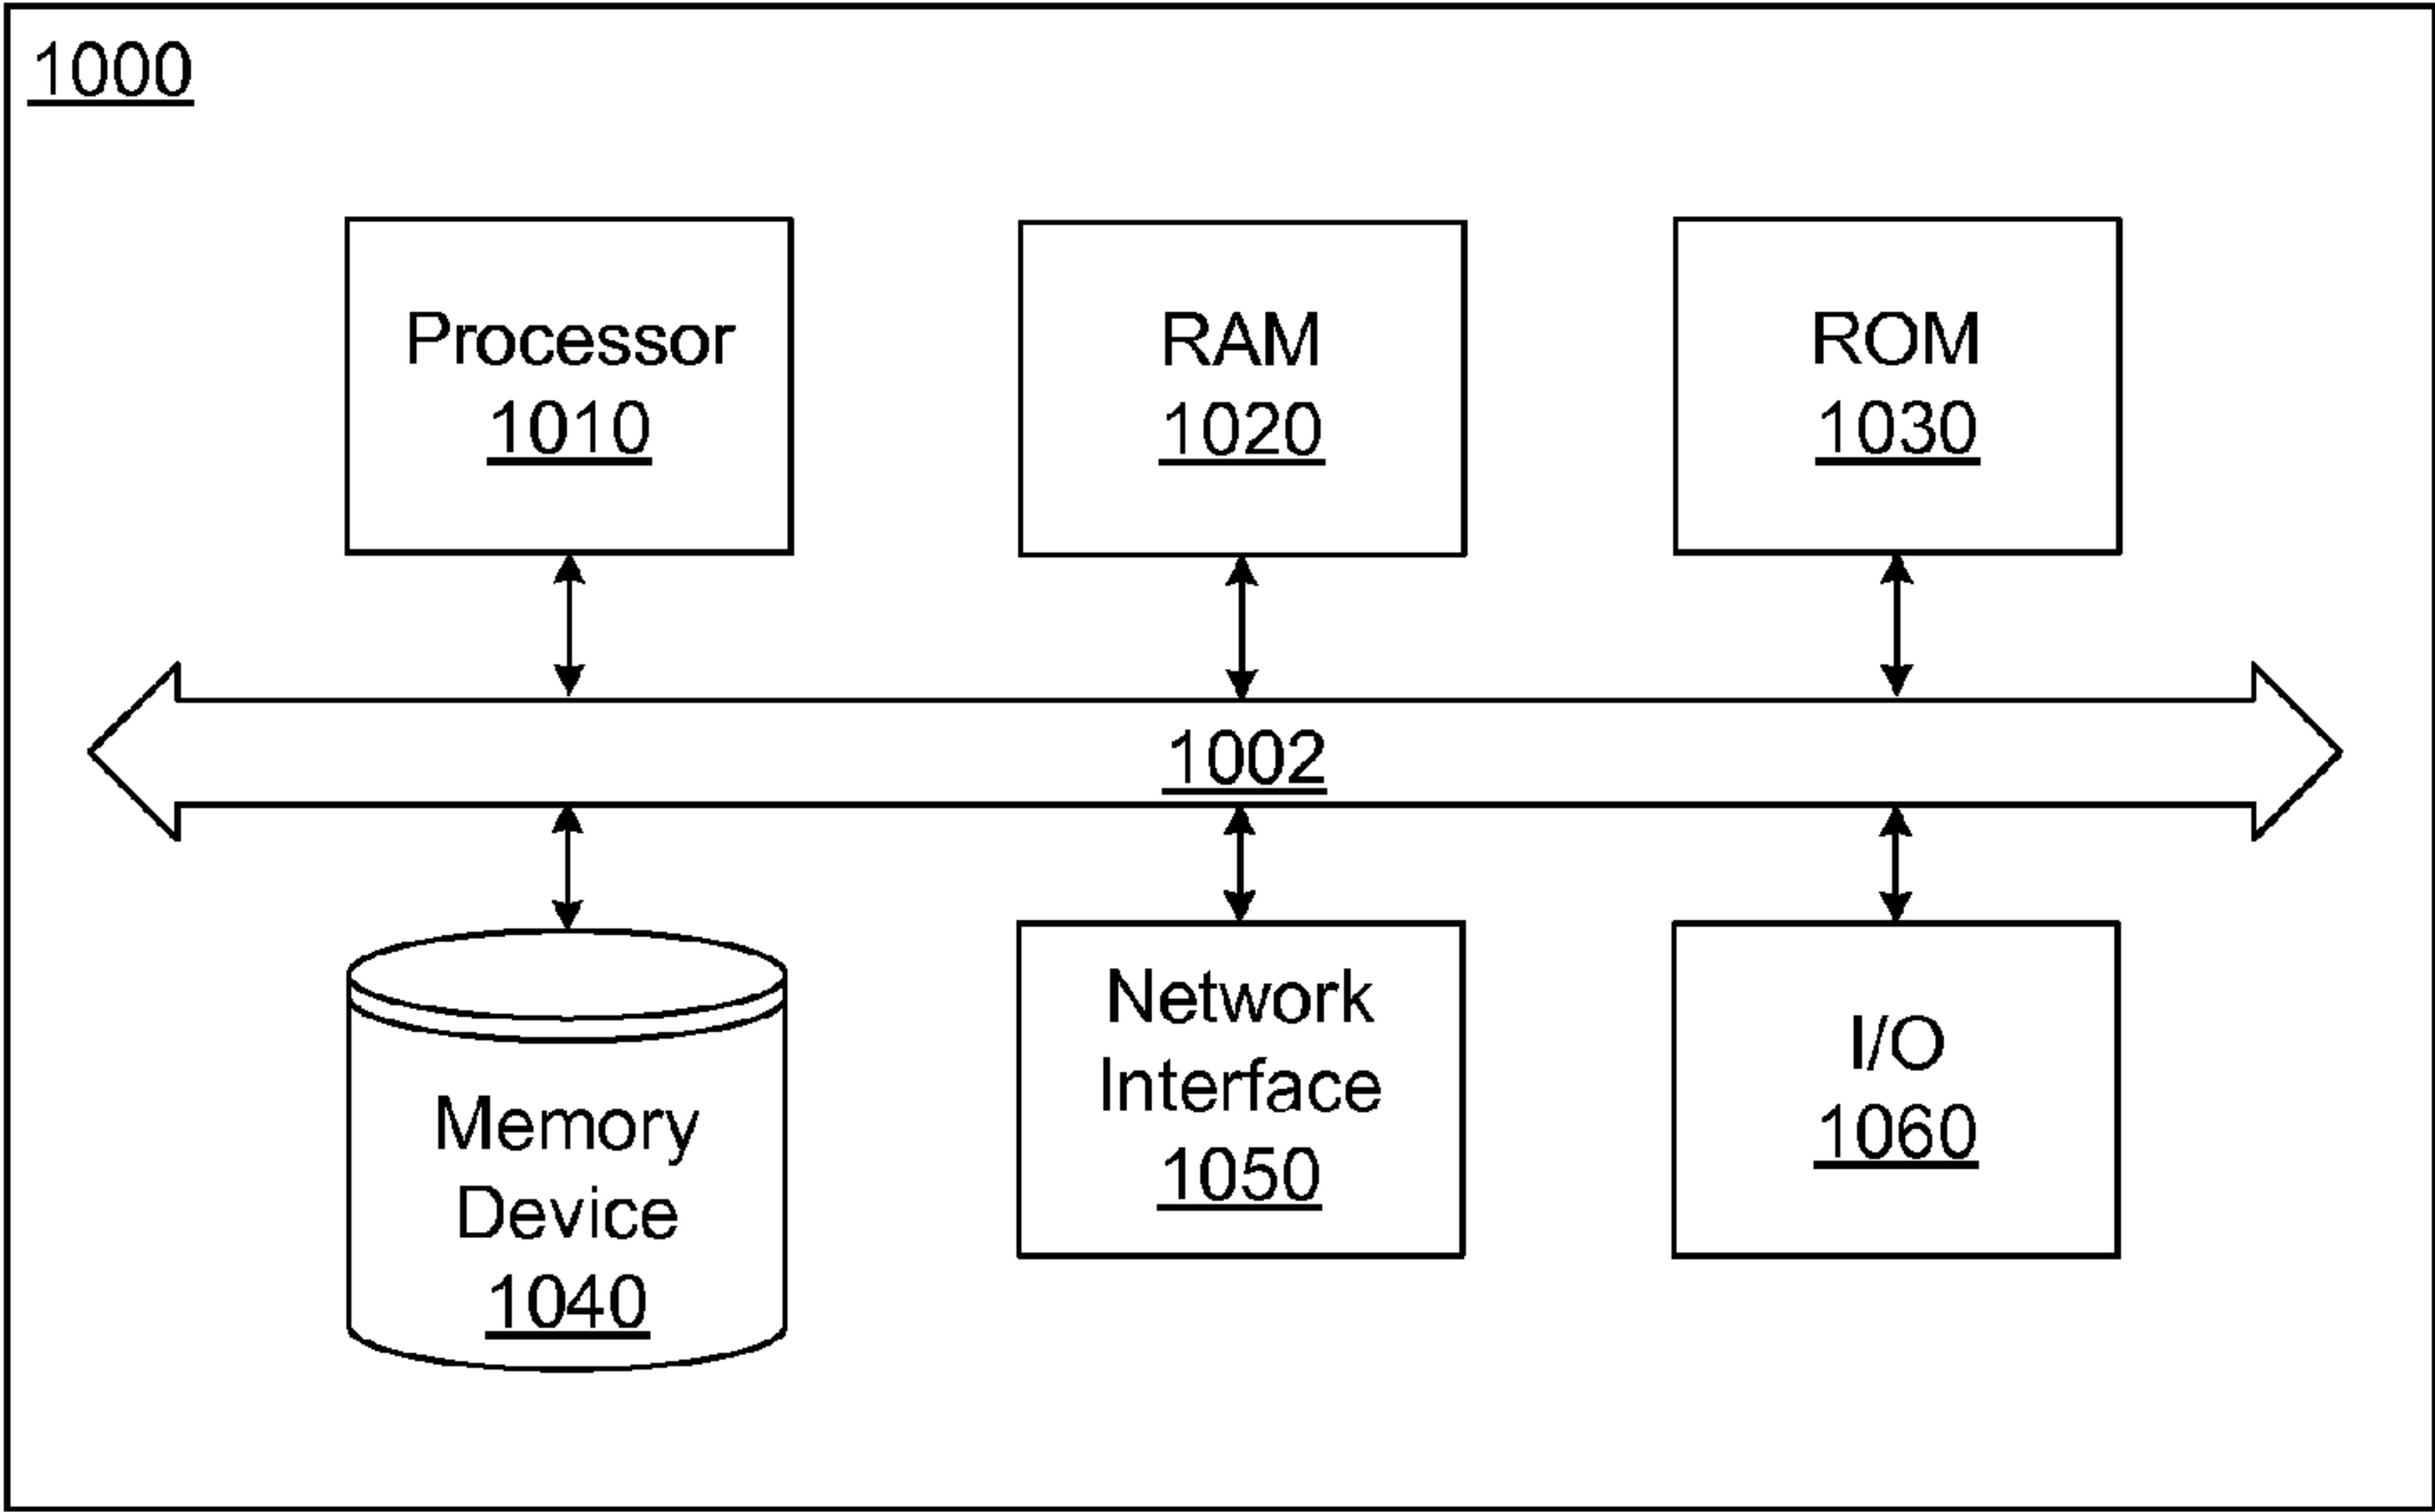 1000
Processor
1010
RAM
1020
ROM
1030
1002
Memory
Device
1040
Network
Interface
1050
I/O
1060